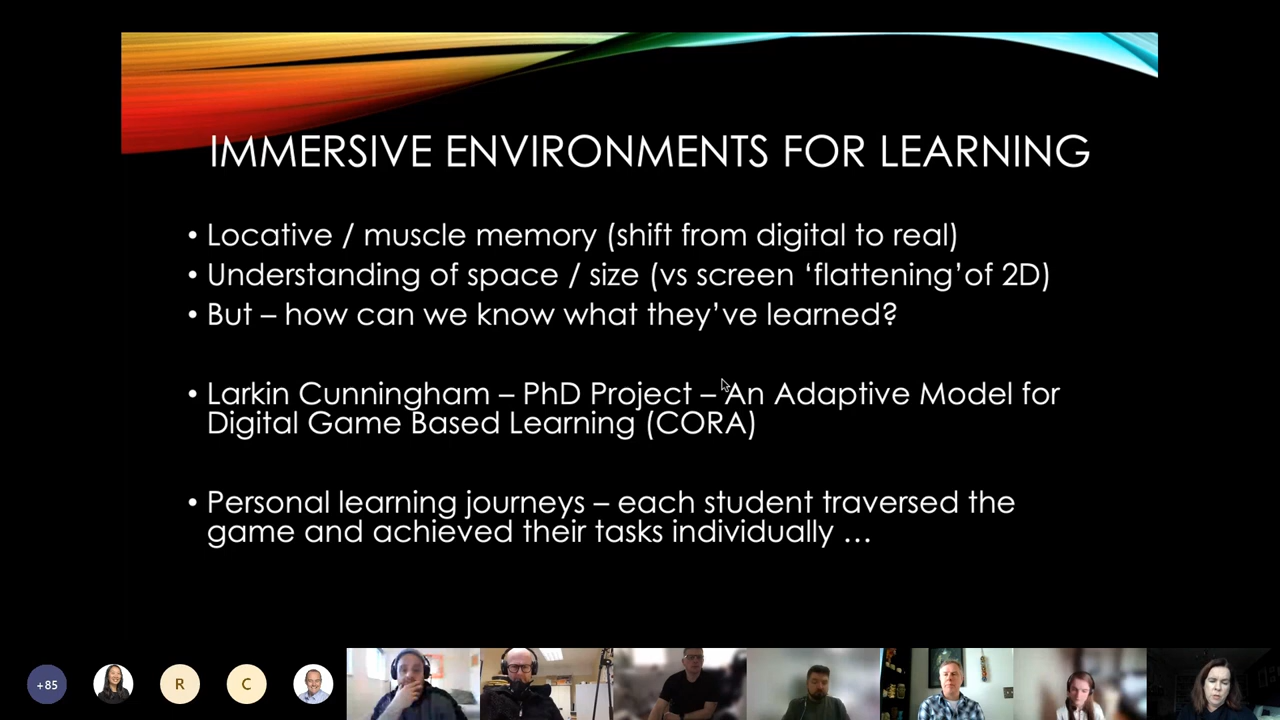 IMMERSIVE ENVIRONMENTS FOR LEARNING
• Locative / muscle memory (shift from digital to real)
• Understanding of space / size (vs screen ‘flattening’of 2D)
• But – how can we know what they’ve learned?
• Larkin Cunningham – PhD Project – An Adaptive Model for
Digital Game Based Learning (CORA)
• Personal learning journeys – each student traversed the
game and achieved their tasks individually …
+85
R
C